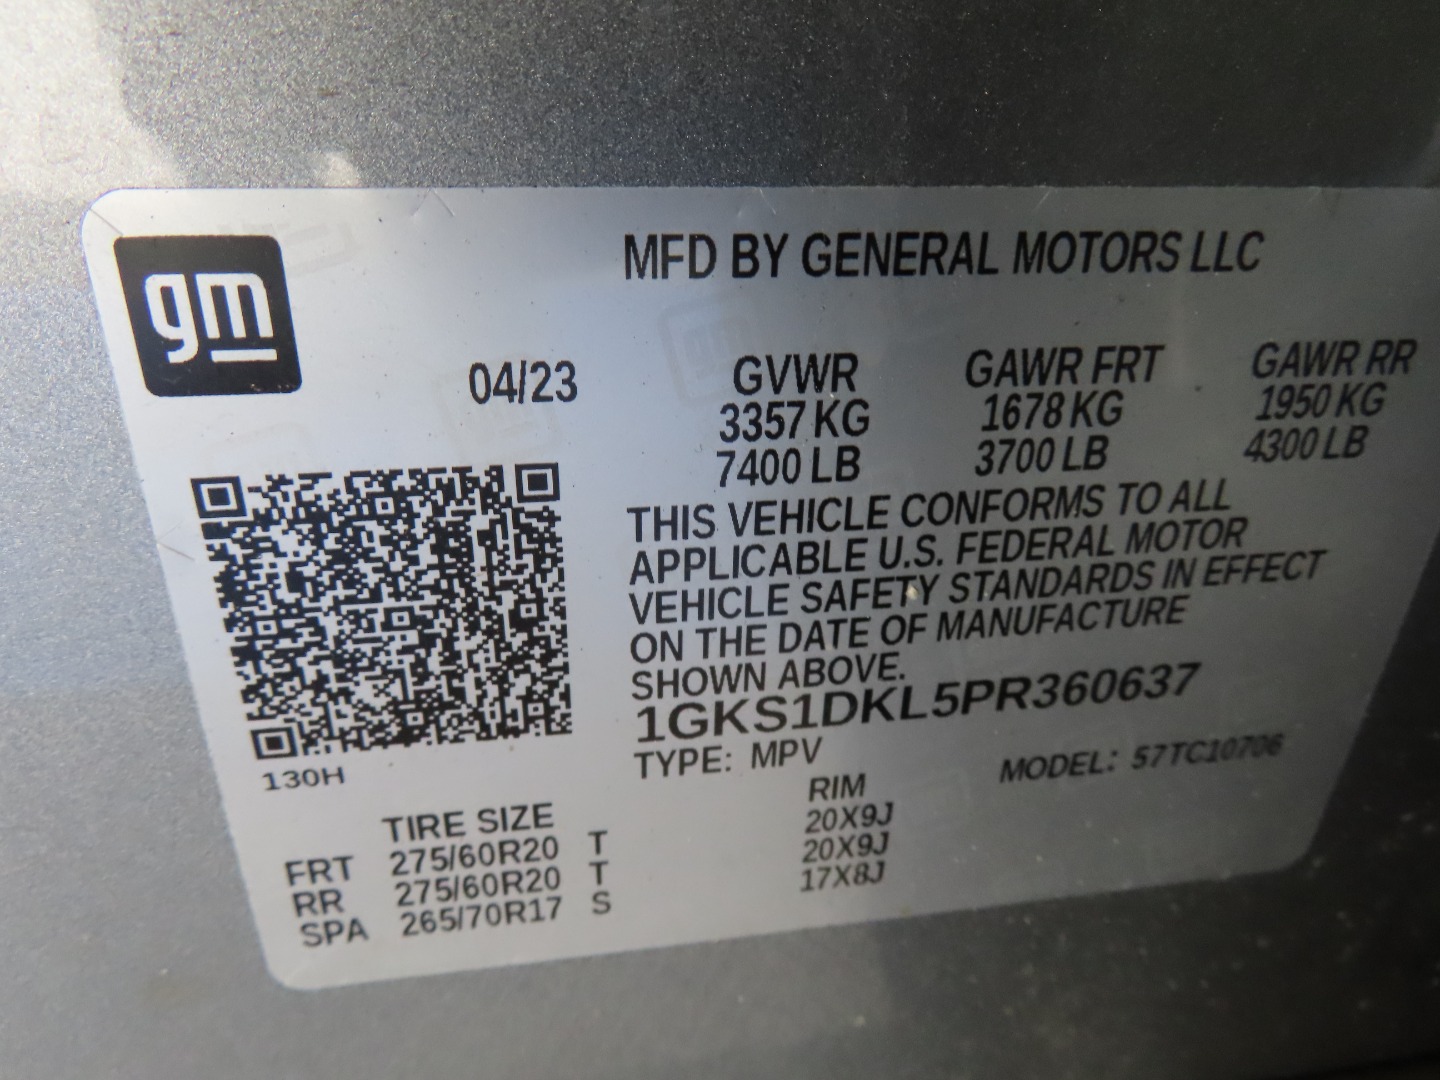 gm
MFD BY GENERAL MOTORS LLC
04/23
GVWR GAWR FRT GAWR RR
3357 KG 1678 KG 1950 KG
7400 LB 3700 LB 4300 LB
THIS VEHICLE CONFORMS TO ALL
APPLICABLE U.S. FEDERAL MOTOR
VEHICLE SAFETY STANDARDS IN EFFECT
ON THE DATE OF MANUFACTURE
SHOWN ABOVE.
1GKS1DKL5PR360637
TYPE: MPV MODEL: 57TC10706
130H
TIRE SIZE RIM
FRT 275/60R20 T 20X9J
RR 275/60R20 T 20X9J
SPA 265/70R17 S 17X8J